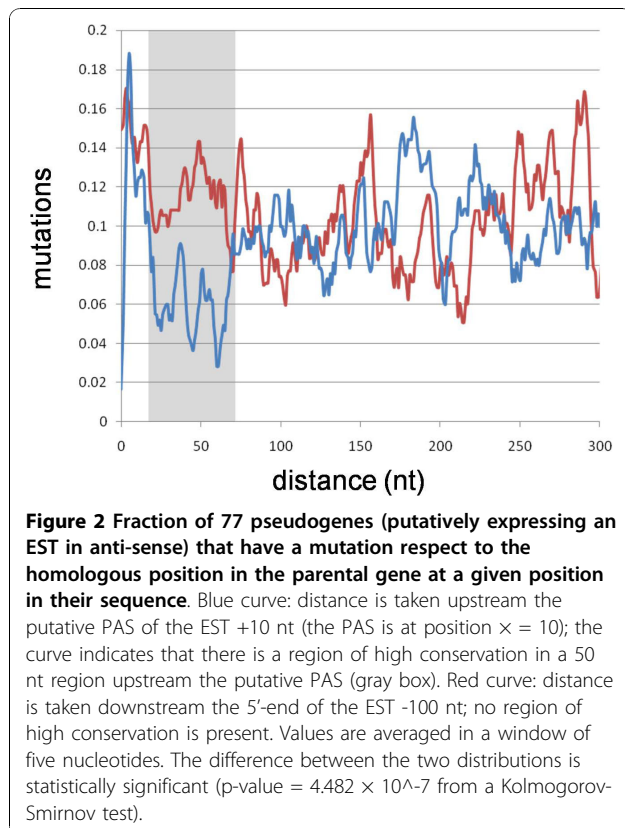 0.2
0.18
0.16
0.14
0.12
0.1
0.08
0.06
0.04
0.02
0
mutations
0 50 100 150 200 250 300
distance (nt)
Figure 2 Fraction of 77 pseudogenes (putatively expressing an
EST in anti-sense) that have a mutation respect to the
homologous position in the parental gene at a given position
in their sequence. Blue curve: distance is taken upstream the
putative PAS of the EST +10 nt (the PAS is at position × = 10); the
curve indicates that there is a region of high conservation in a 50
nt region upstream the putative PAS (gray box). Red curve: distance
is taken downstream the 5′-end of the EST -100 nt; no region of
high conservation is present. Values are averaged in a window of
five nucleotides. The difference between the two distributions is
statistically significant (p-value = 4.482 × 10^-7 from a Kolmogorov-
Smirnov test).